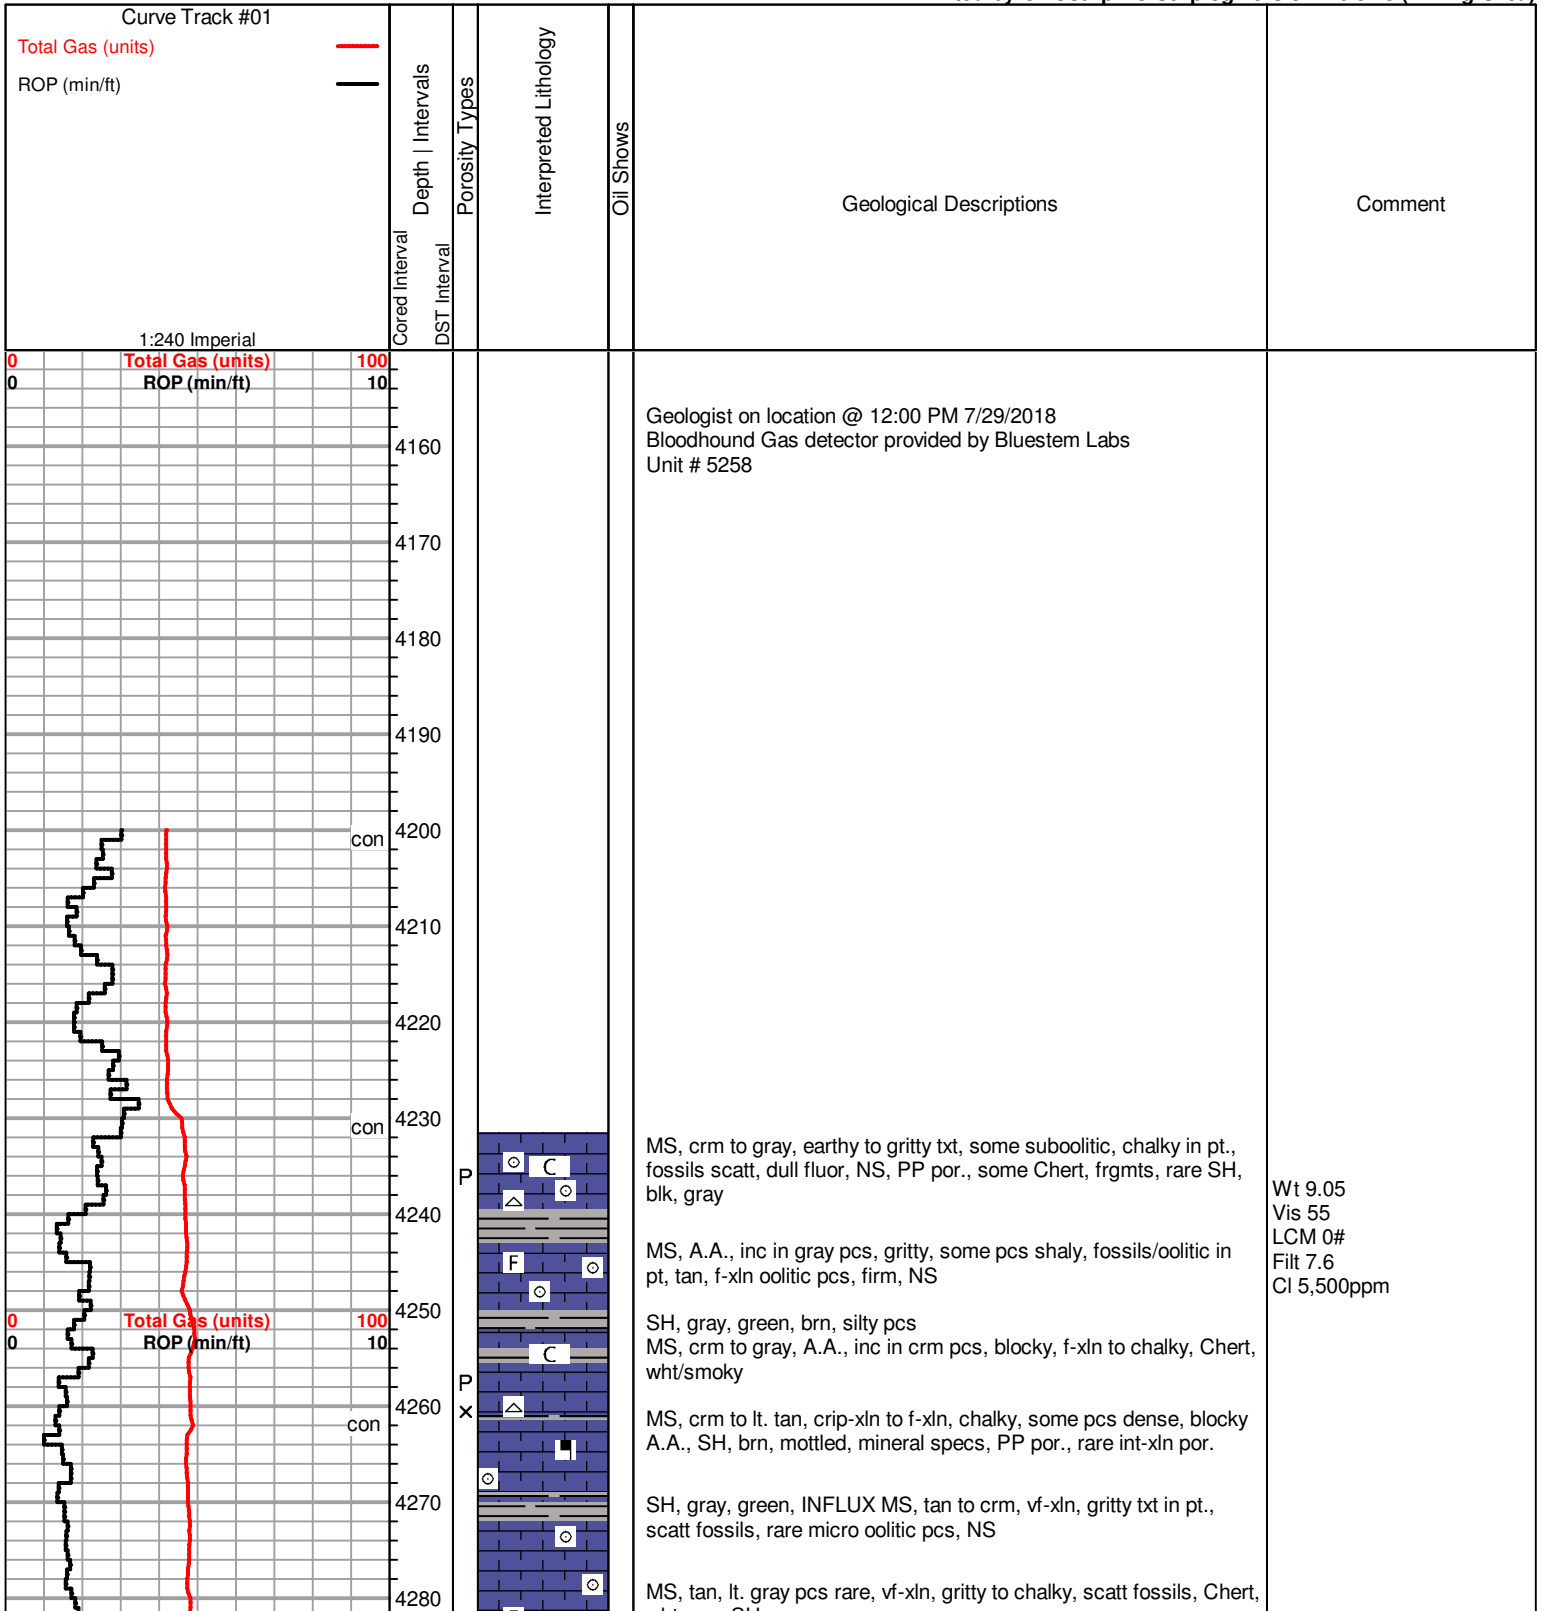 Curve Track #01
Total Gas (units)
ROP (min/ft)
1:240 Imperial
Depth | Intervals
Cored Interval
DST Interval
Porosity Types
Interpreted Lithology
Oil Shows
Geological Descriptions
Comment
0 Total Gas (units) 100
0 ROP (min/ft) 10
Geologist on location @ 12:00 PM 7/29/2018
Bloodhound Gas detector provided by Bluestem Labs
Unit # 5258
4160
4170
4180
4190
con 4200
4210
4220
con 4230
MS, crm to gray, earthy to gritty txt, some suboolitic, chalky in pt.,
fossils scatt, dull fluor, NS, PP por., some Chert, frgmts, rare SH,
blk, gray
P
C
Wt 9.05
Vis 55
LCM 0#
Filt 7.6
Cl 5,500ppm
4240
MS, A.A., inc in gray pcs, gritty, some pcs shaly, fossils/oolitic in
pt, tan, f-xln oolitic pcs, firm, NS
F
4250
0 Total Gas (units) 100
0 ROP (min/ft) 10
SH, gray, green, brn, silty pcs
MS, crm to gray, A.A., inc in crm pcs, blocky, f-xln to chalky, Chert,
wht/smoky
C
P
4260
x
con
MS, crm to lt. tan, crip-xln to f-xln, chalky, some pcs dense, blocky
A.A., SH, brn, mottled, mineral specs, PP por., rare int-xln por.
4270
SH, gray, green, INFLUX MS, tan to crm, vf-xln, gritty txt in pt.,
scatt fossils, rare micro oolitic pcs, NS
4280
MS, tan, lt. gray pcs rare, vf-xln, gritty to chalky, scatt fossils, Chert,